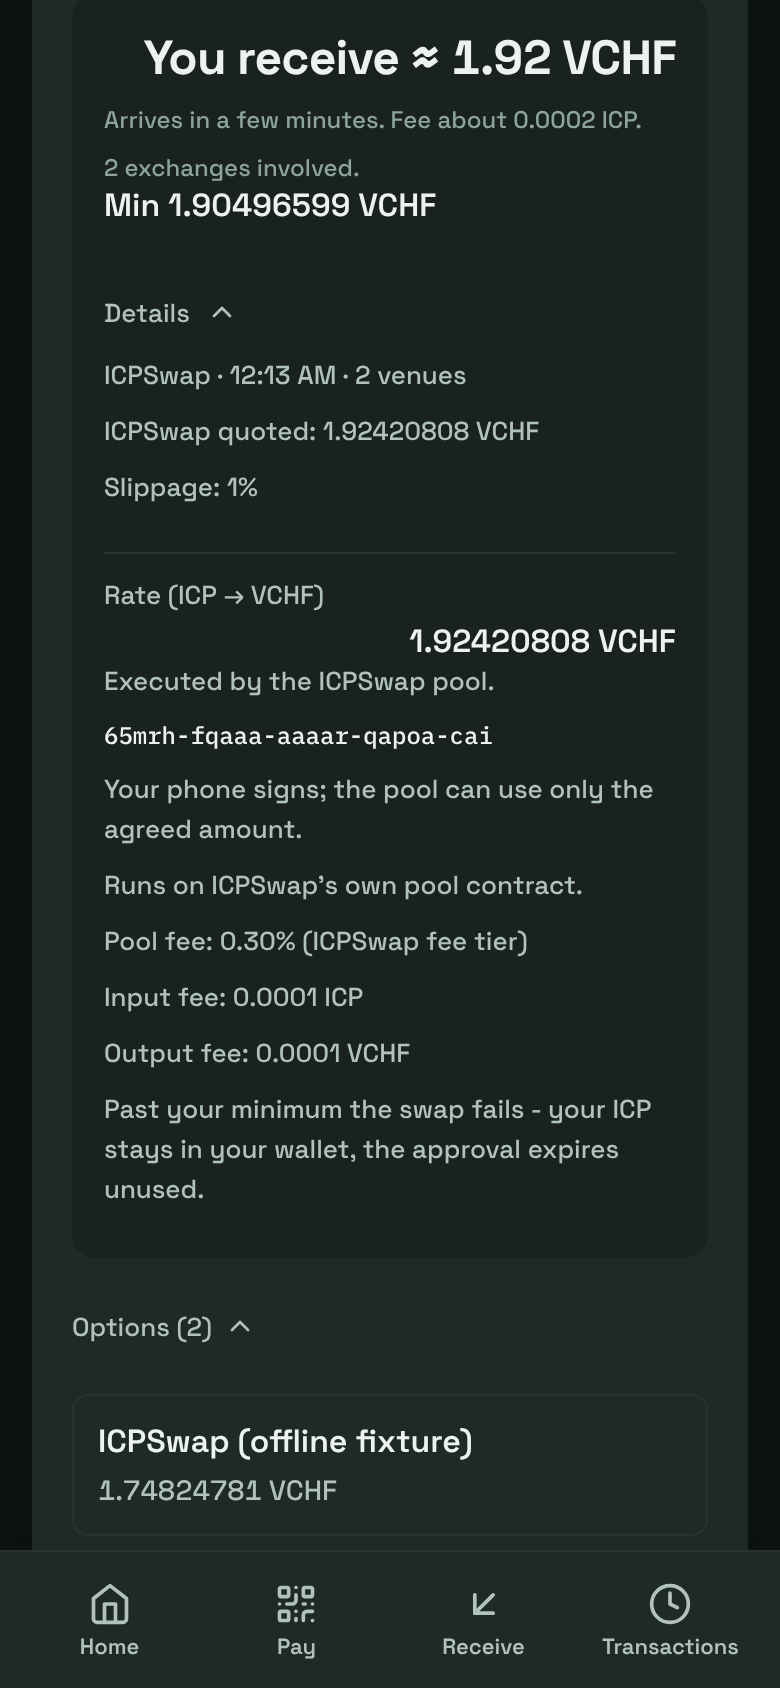 You receive ≈ 1.92 VCHF
Arrives in a few minutes. Fee about 0.0002 ICP.
2 exchanges involved.
Min 1.90496599 VCHF
Details
ICPSwap · 12:13 AM · 2 venues
ICPSwap quoted: 1.92420808 VCHF
Slippage: 1%
Rate (ICP → VCHF)
1.92420808 VCHF
Executed by the ICPSwap pool.
65mrh-fqaaa-aaaar-qapoa-cai
Your phone signs; the pool can use only the
agreed amount.
Runs on ICPSwap’s own pool contract.
Pool fee: 0.30% (ICPSwap fee tier)
Input fee: 0.0001 ICP
Output fee: 0.0001 VCHF
Past your minimum the swap fails - your ICP
stays in your wallet, the approval expires
unused.
Options (2)
ICPSwap (offline fixture)
1.74824781 VCHF
Home
Pay
Receive
Transactions